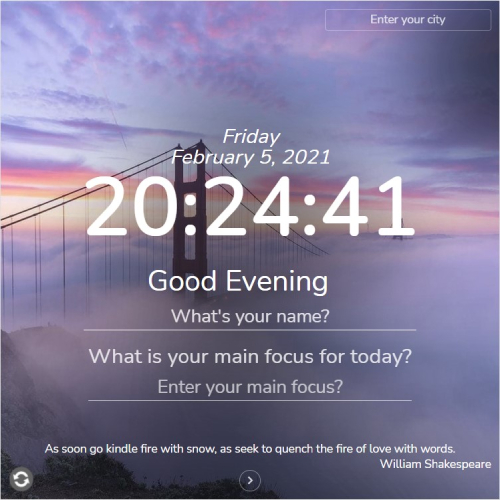 Enter your city
Friday
February 5, 2021
20:24:41
Good Evening
What's your name?
What is your main focus for today?
Enter your main focus?
As soon go kindle fire with snow, as seek to quench the fire of love with words.
William Shakespeare